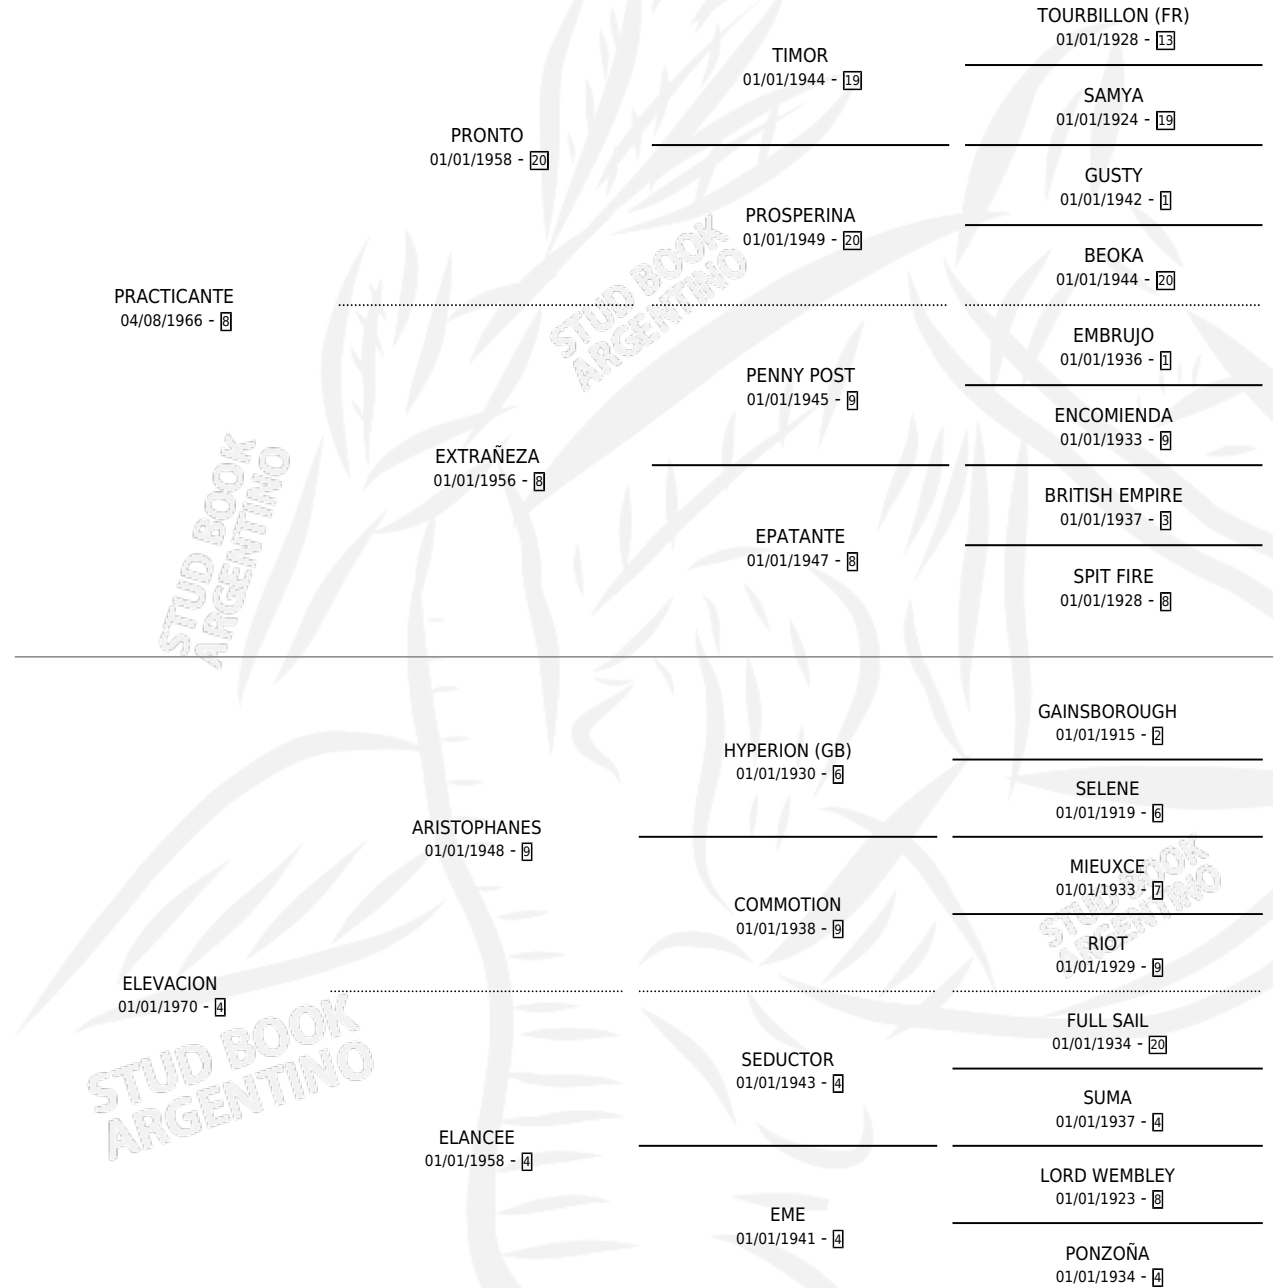 TOURBILLON (FR)
01/01/1928 - 13
TIMOR
01/01/1944 - 19
SAMYA
01/01/1924 - 19
PRONTO
01/01/1958 - 20
GUSTY
01/01/1942 - 1
PROSPERINA
01/01/1949 - 20
BEOKA
01/01/1944 - 20
PRACTICANTE
04/08/1966 - 8
EMBRUJO
01/01/1936 - 1
PENNY POST
01/01/1945 - 9
ENCOMIENDA
01/01/1933 - 9
EXTRAÑEZA
01/01/1956 - 8
BRITISH EMPIRE
01/01/1937 - 3
EPATANTE
01/01/1947 - 8
SPIT FIRE
01/01/1928 - 8
GAINSBOROUGH
01/01/1915 - 2
HYPERION (GB)
01/01/1930 - 6
SELENE
01/01/1919 - 6
ARISTOPHANES
01/01/1948 - 9
MIEUXCE
01/01/1933 - 7
COMMOTION
01/01/1938 - 9
RIOT
01/01/1929 - 9
ELEVACION
01/01/1970 - 4
FULL SAIL
01/01/1934 - 20
SEDUCTOR
01/01/1943 - 4
SUMA
01/01/1937 - 4
ELANCEE
01/01/1958 - 4
LORD WEMBLEY
01/01/1923 - 8
EME
01/01/1941 - 4
PONZOÑA
01/01/1934 - 4
STUD BOOK
ARGENTINO
STUD BOOK
ARGENTINO
STUD BOOK
ARGENTINO
STUD BOOK
ARGENTINO